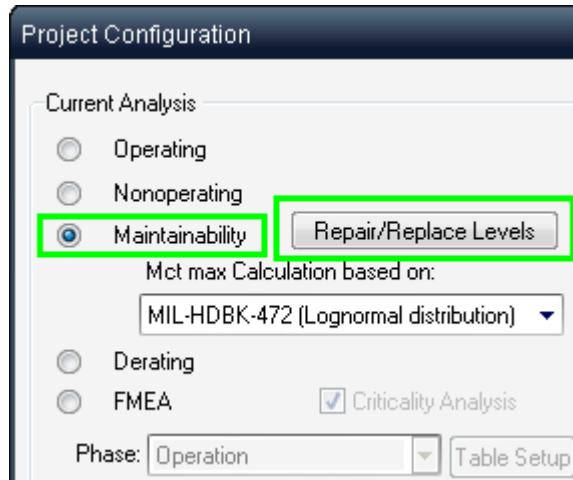 Project Configuration
Current Analysis
Operating
Nonoperating
Maintainability Repair/Replace Levels
Mct max Calculation based on:
MIL-HDBK-472 (Lognormal distribution)
Derating
FMEA Criticality Analysis
Phase: Operation Table Setup